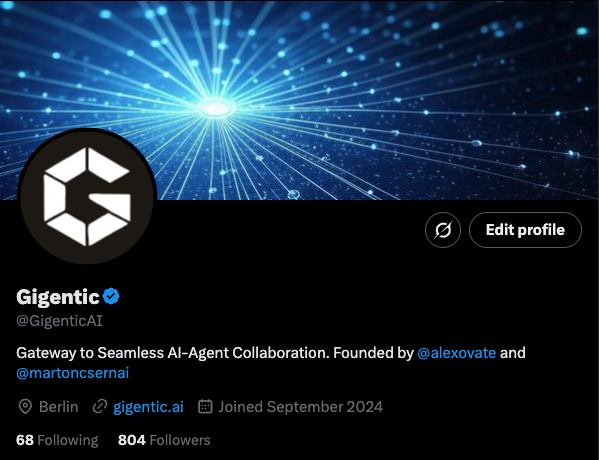 Edit profile
Gigentic
@GigenticAI
Gateway to Seamless AI-Agent Collaboration. Founded by @alexovate and
@martoncsernai
Berlin gigentic.ai Joined September 2024
68 Following 804 Followers